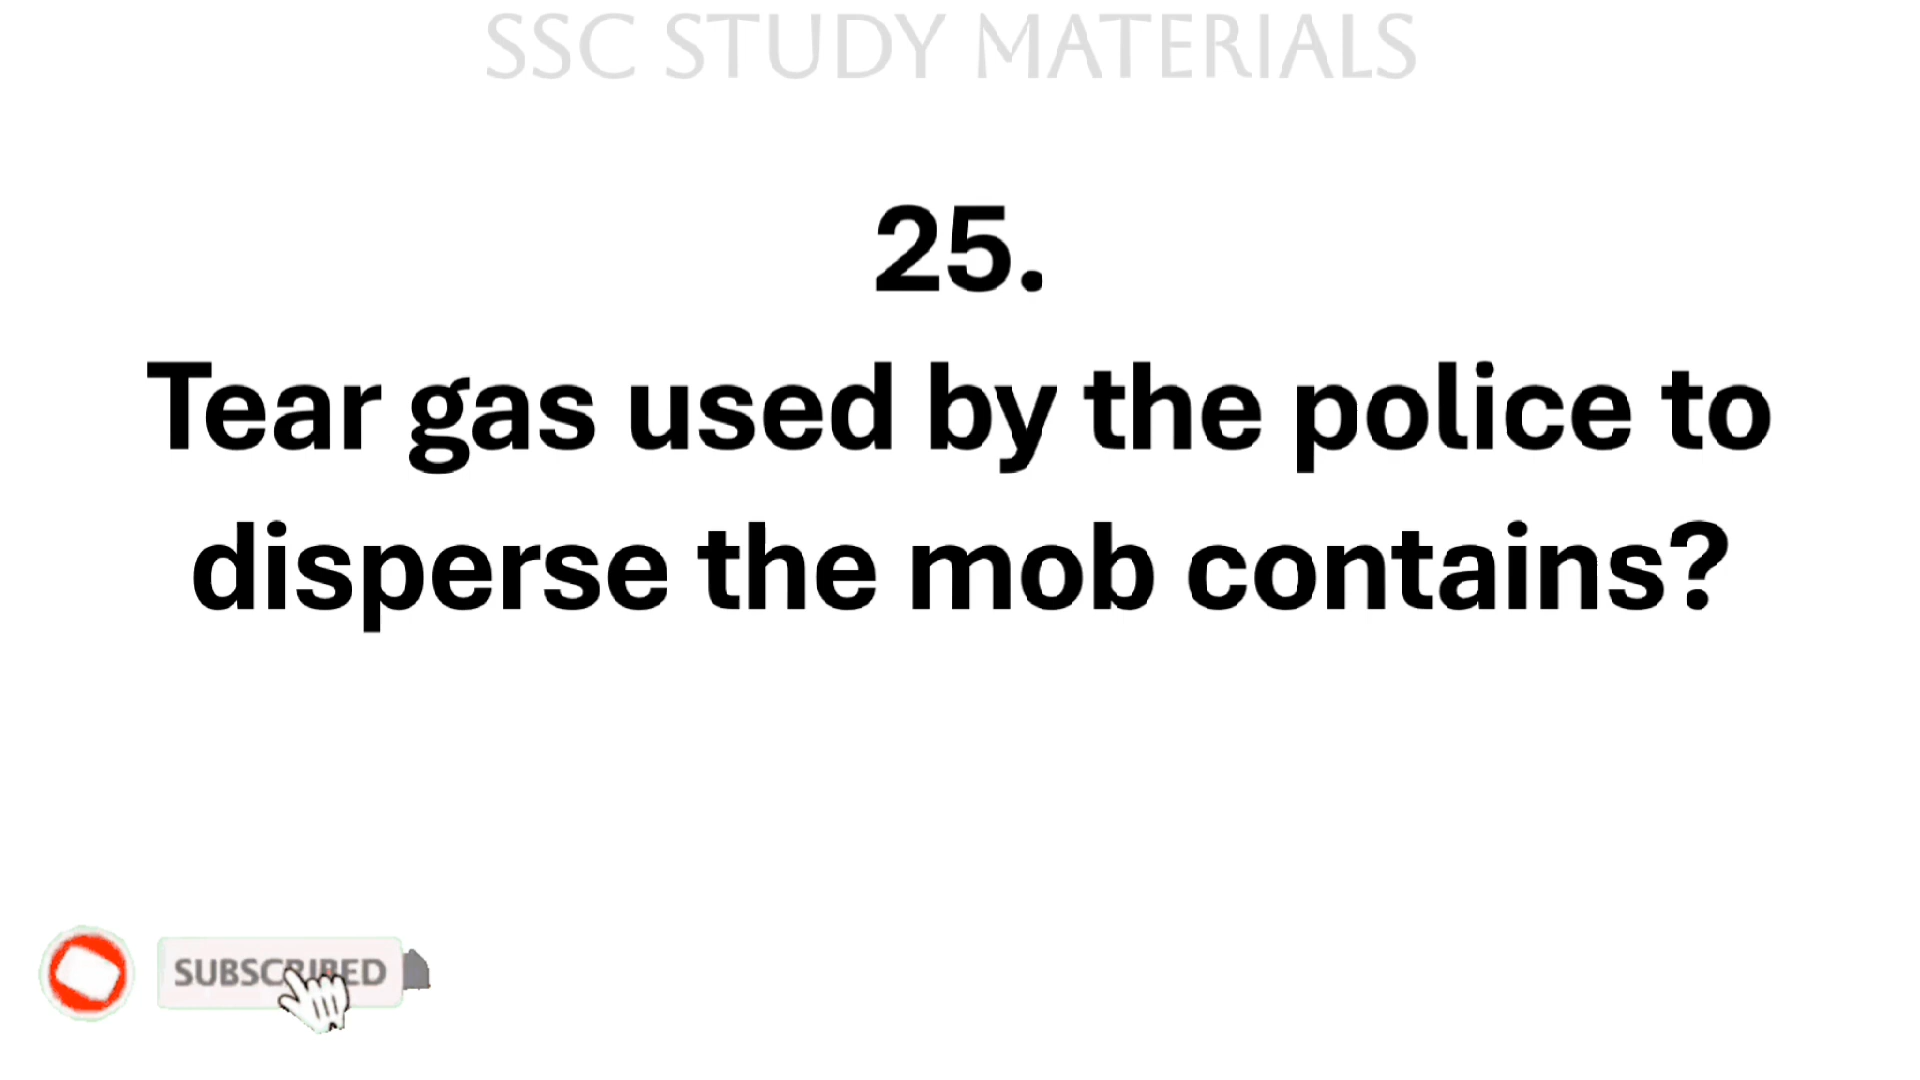 SSC STUDY MATERIALS
25.
Tear gas used by the police to
disperse the mob contains?
SUBSCRIBED